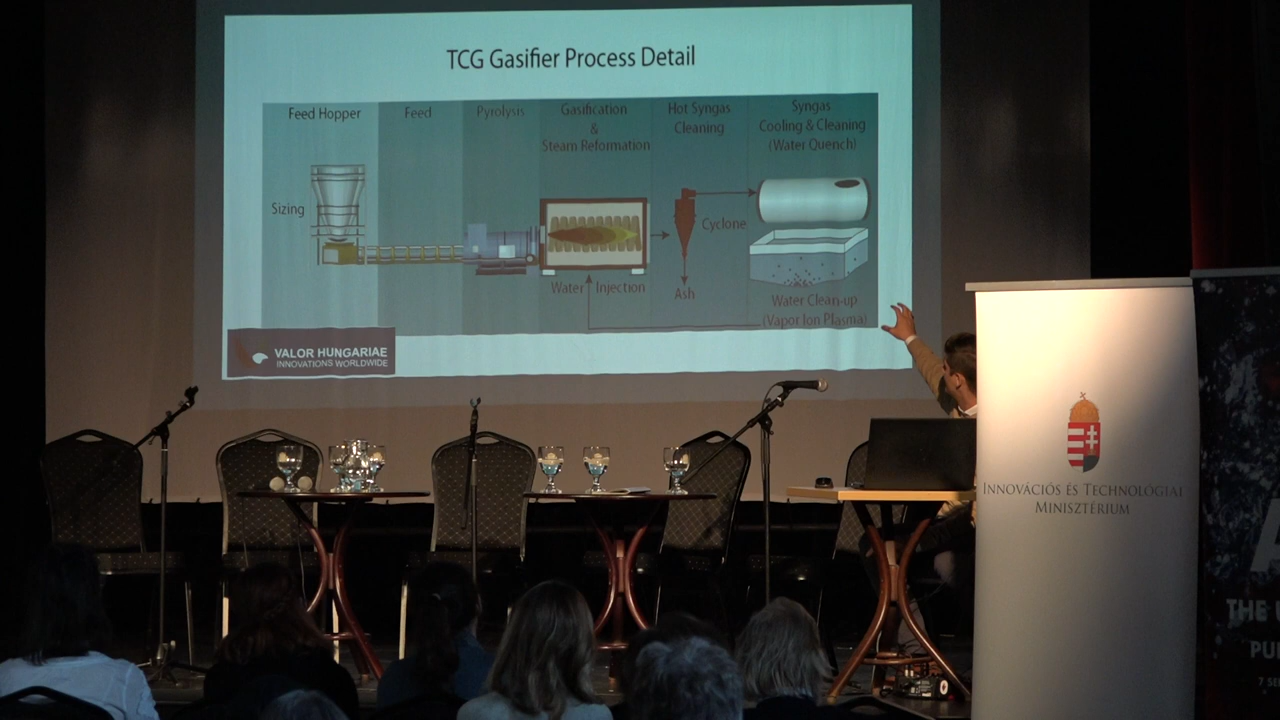 TCG Gasifier Process Detail
Feed Hopper
Feed
Pyrolysis
Gasification
&
Steam Reformation
Hot Syngas
Cleaning
Syngas
Cooling & Cleaning
(Water Quench)
Sizing
Cyclone
Water Injection
Ash
Water Clean-up
(Vapor Ion Plasma)
VALOR HUNGARIAE
INNOVATIONS WORLDWIDE
INNOVÁCIÓS ÉS TECHNOLÓGIAI
MINISZTÉRIUM
THE